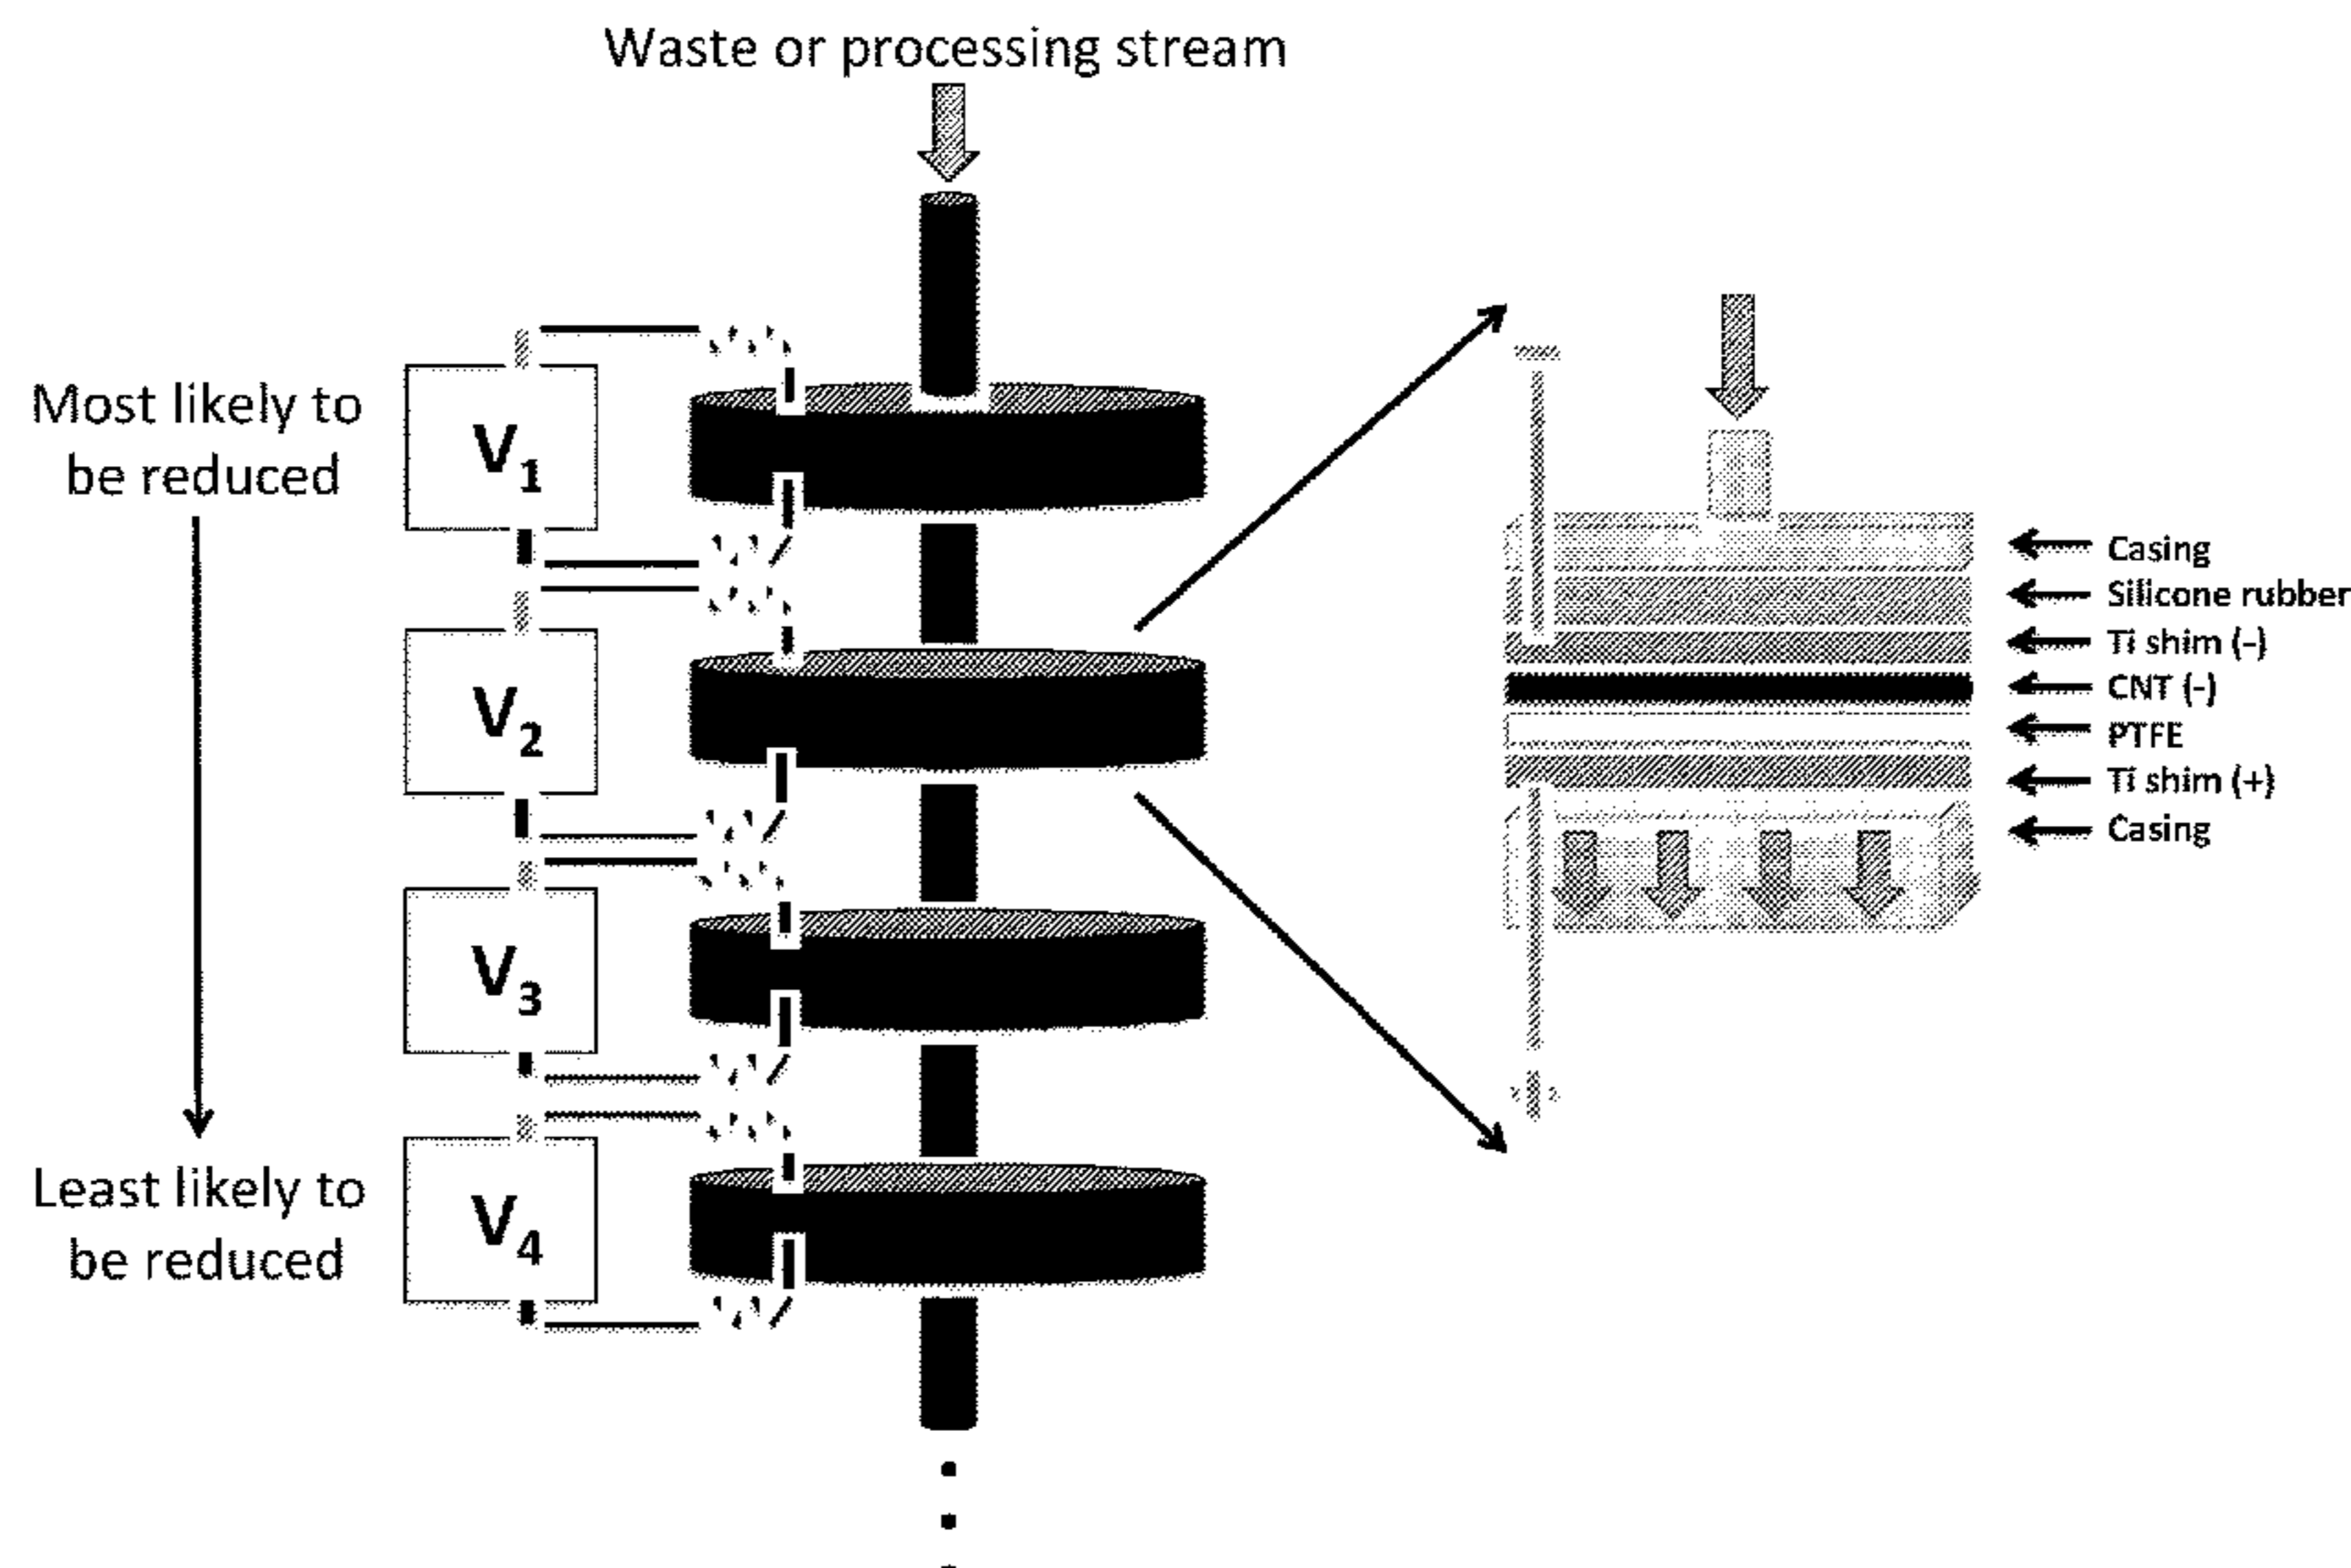 Waste or processing stream
Most likely to
be reduced
V1
V2
V3
V4
Least likely to
be reduced
Casing
Silicone rubber
Ti shim (-)
CNT (-)
PTFE
Ti shim (+)
Casing